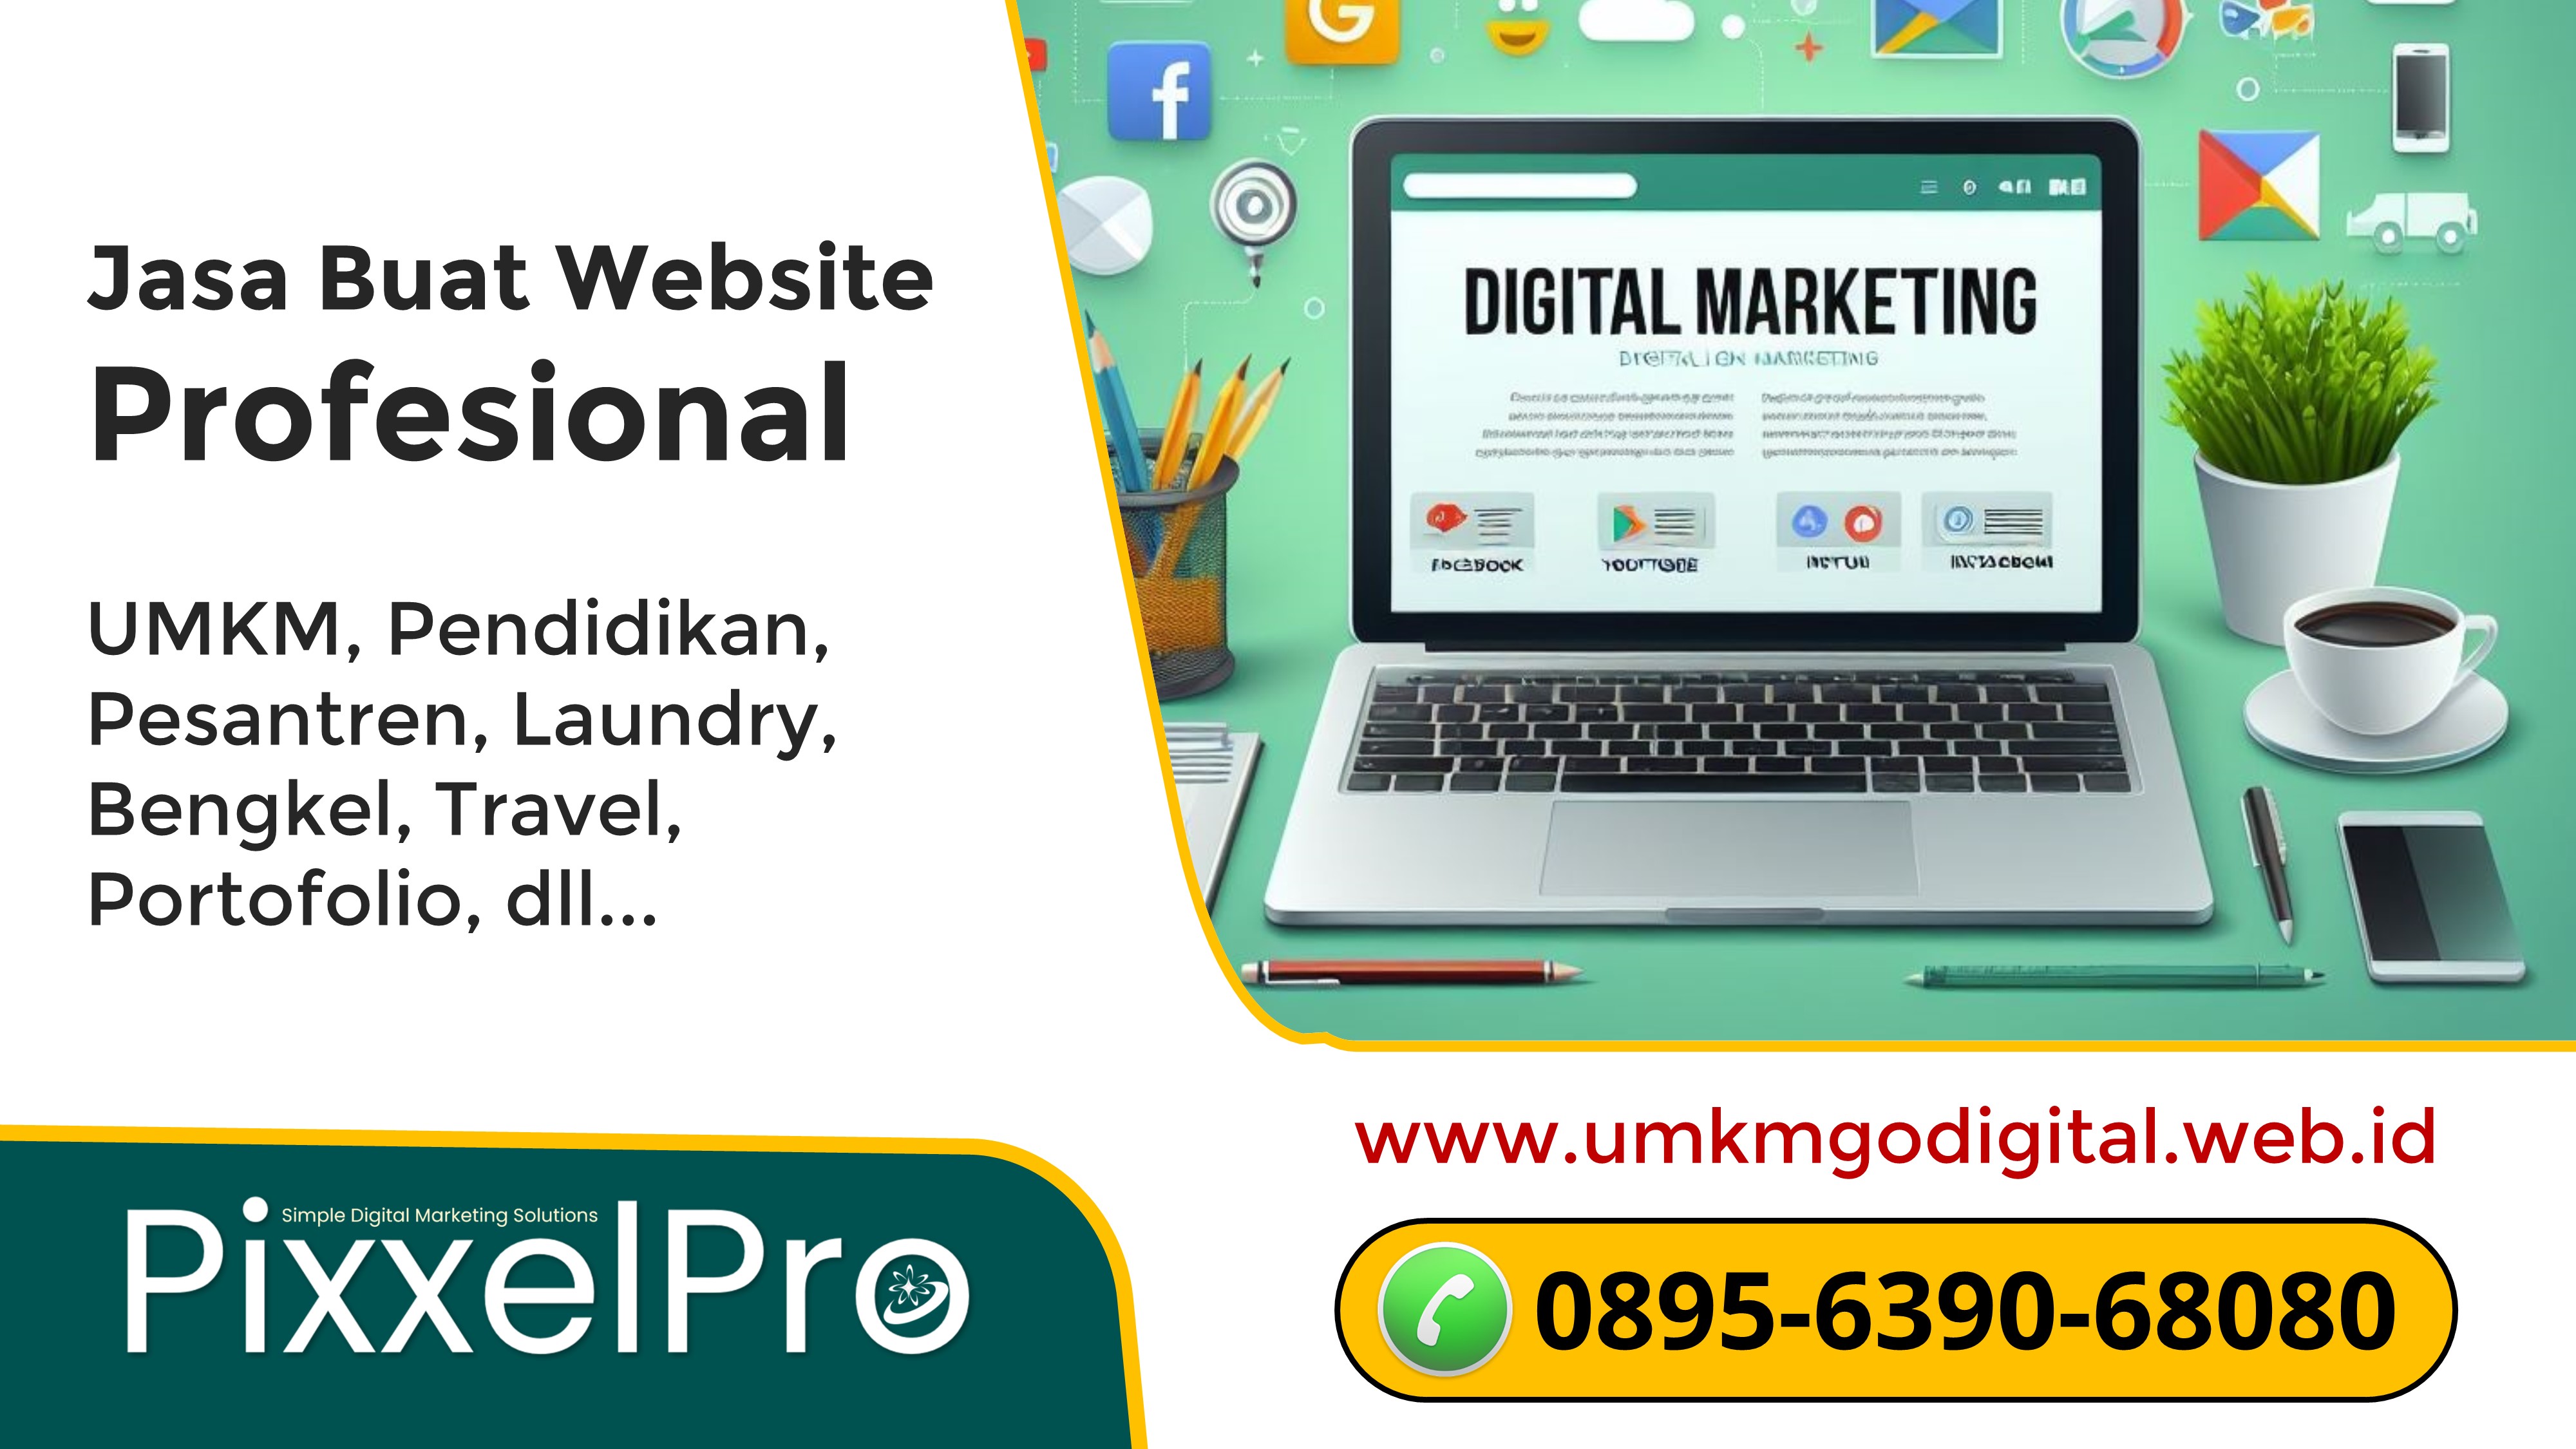 Jasa Buat Website
Profesional
UMKM, Pendidikan,
Pesantren, Laundry,
Bengkel, Travel,
Portofolio, dll...
DIGITAL MARKETING
www.umkmgodigital.web.id
Simple Digital Marketing Solutions
PixxelPro
0895-6390-68080